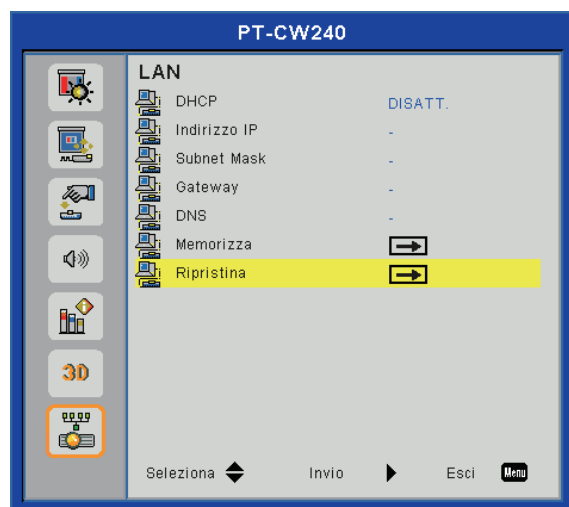 PT-CW240
LAN
DHCP DISATT.
Indirizzo IP -
Subnet Mask -
Gateway -
DNS -
Memorizza
Ripristina
3D
Seleziona Invio Esci Menu